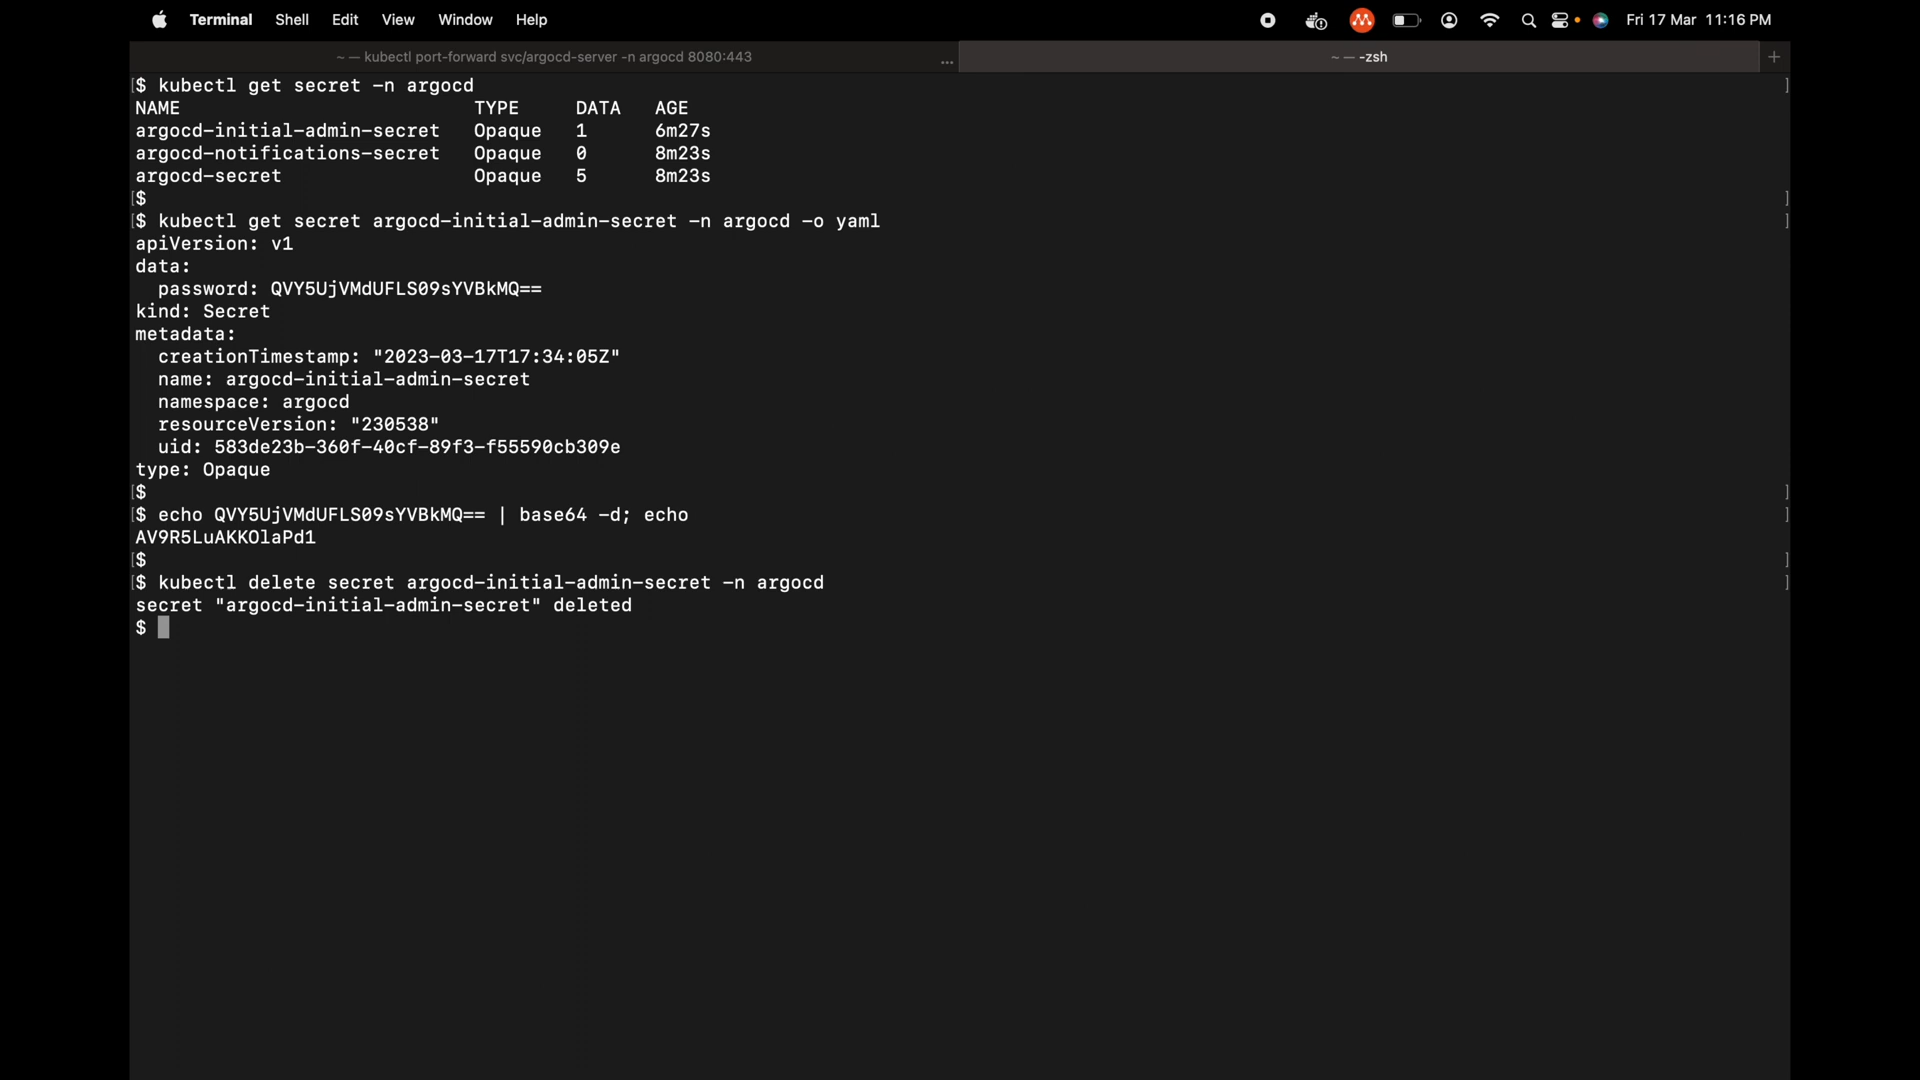 Terminal Shell Edit View Window Help Fri 17 Mar 11:16 PM
~ — kubectl port-forward svc/argocd-server -n argocd 8080:443 ... ~ — -zsh +
[$ kubectl get secret -n argocd ]
NAME TYPE DATA AGE
argocd-initial-admin-secret Opaque 1 6m27s
argocd-notifications-secret Opaque 0 8m23s
argocd-secret Opaque 5 8m23s
[$ ]
[$ kubectl get secret argocd-initial-admin-secret -n argocd -o yaml ]
apiVersion: v1
data:
  password: QVY5UjVMdUFLS09sYVBkMQ==
kind: Secret
metadata:
  creationTimestamp: "2023-03-17T17:34:05Z"
  name: argocd-initial-admin-secret
  namespace: argocd
  resourceVersion: "230538"
  uid: 583de23b-360f-40cf-89f3-f55590cb309e
type: Opaque
[$ ]
[$ echo QVY5UjVMdUFLS09sYVBkMQ== | base64 -d; echo ]
AV9R5LuAKKOlaPd1
[$ ]
[$ kubectl delete secret argocd-initial-admin-secret -n argocd ]
secret "argocd-initial-admin-secret" deleted
$